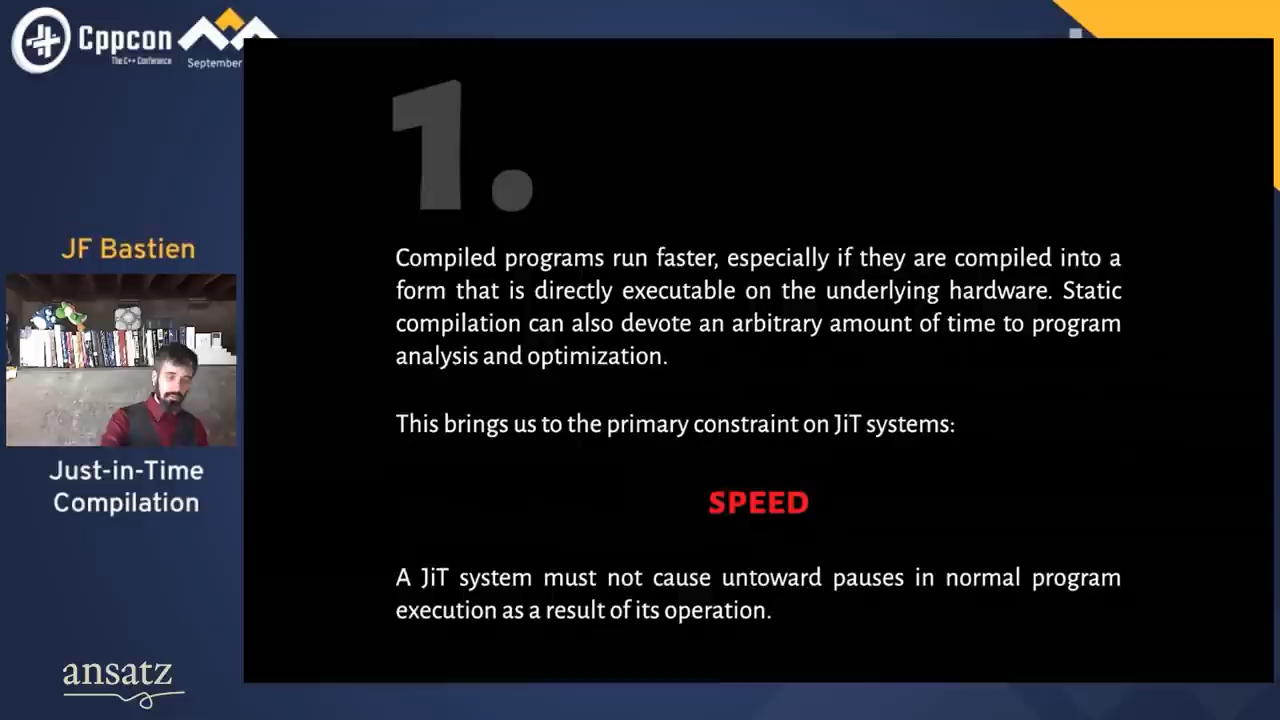 Cppcon
The C++ Conference
September
JF Bastien
Just-in-Time
Compilation
ansatz
1.
Compiled programs run faster, especially if they are compiled into a
form that is directly executable on the underlying hardware. Static
compilation can also devote an arbitrary amount of time to program
analysis and optimization.
This brings us to the primary constraint on JiT systems:
SPEED
A JiT system must not cause untoward pauses in normal program
execution as a result of its operation.